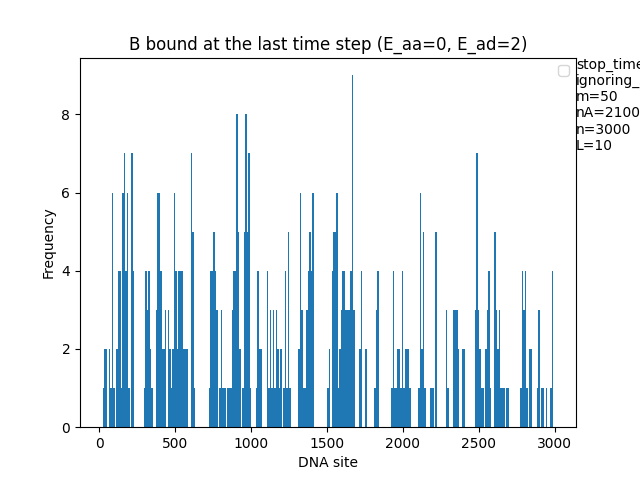 B bound at the last time step (E_aa=0, E_ad=2)
stop_time
ignoring_
m=50
nA=2100
n=3000
L=10
8
6
4
2
0
Frequency
0 500 1000 1500 2000 2500 3000
DNA site